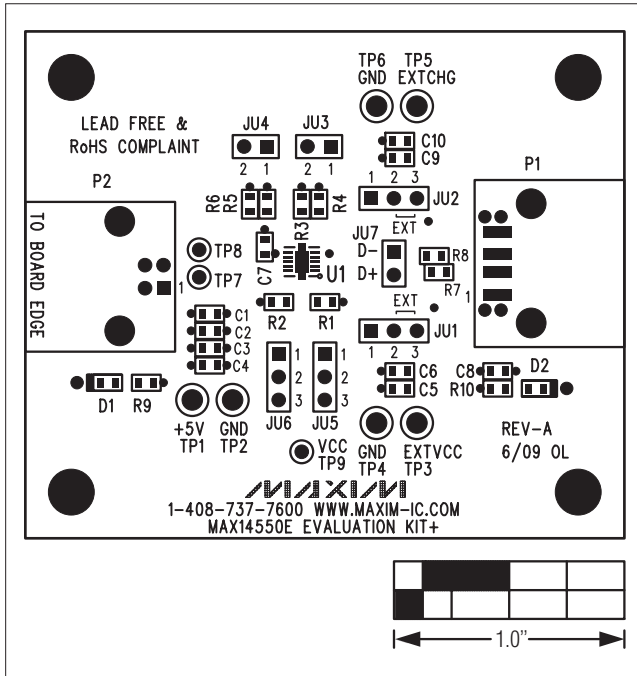 TP6 TP5
GND EXTCHG
LEAD FREE &
RoHS COMPLAINT
JU4 JU3
C10
C9
2 1 2 1
P2
P1
1 2 3
R6
R5
R3
R4
JU2
EXT
TO BOARD EDGE
TP8
TP7
C7
U1
JU7
D-
D+
R8
R7
1
1
EXT
C1
C2
C3
C4
R2 R1
JU1
1 2 3
1
2
3
1
2
3
C6
C5
C8
R10
D2
D1 R9
+5V
TP1
GND
TP2
JU6 JU5
VCC
TP9
GND
TP4
EXTVCC
TP3
REV-A
6/09 OL
MAXIM
1-408-737-7600 WWW.MAXIM-IC.COM
MAX14550E EVALUATION KIT+
1.0”